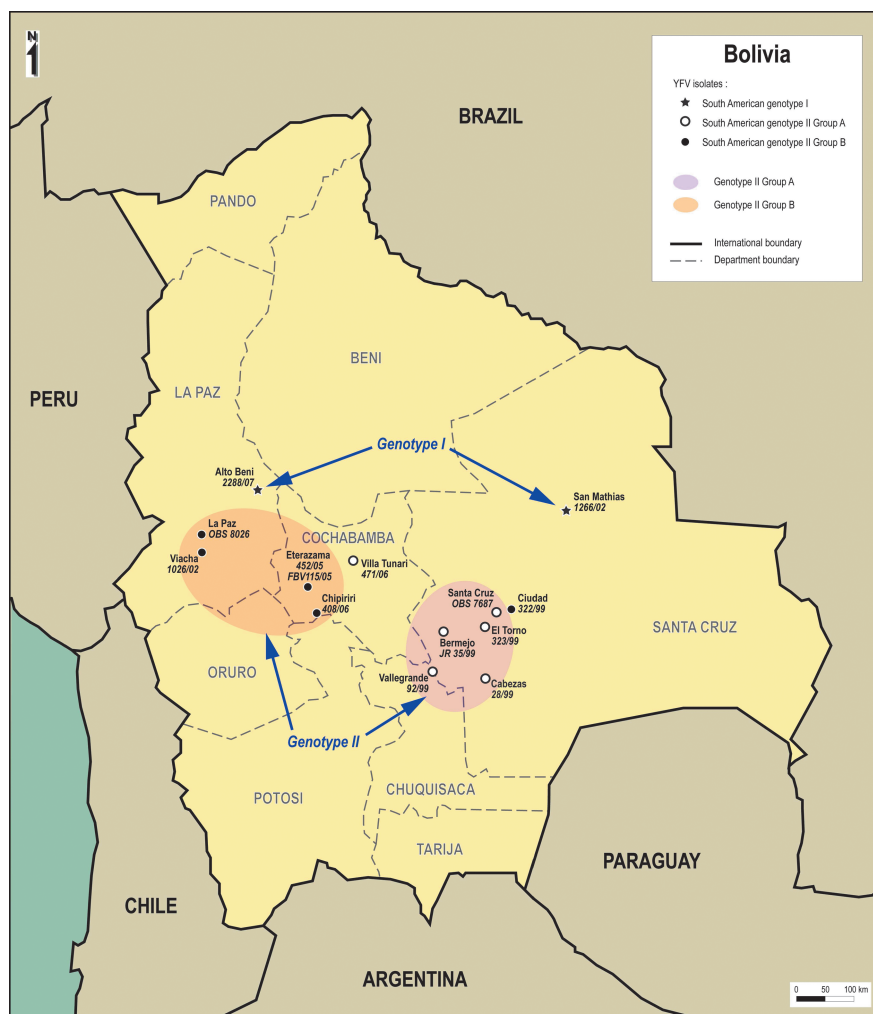 N
Bolivia
YFV isolates :
South American genotype I
South American genotype II Group A
South American genotype II Group B
Genotype II Group A
Genotype II Group B
International boundary
Department boundary
BRAZIL
PANDO
BENI
PERU
LA PAZ
Genotype I
Alto Beni
2288/07
San Mathias
1266/02
La Paz
OBS 8026
COCHABAMBA
Viacha
1026/02
Eterazama
452/05
FBV115/05
Villa Tunari
471/06
Chipiriri
408/06
Santa Cruz
OBS 7687
Ciudad
322/99
El Torno
323/99
Bermejo
JR 35/99
SANTA CRUZ
ORURO
Vallegrande
92/99
Cabezas
28/99
Genotype II
POTOSI
CHUQUISACA
TARIJA
PARAGUAY
CHILE
ARGENTINA
0 50 100 km